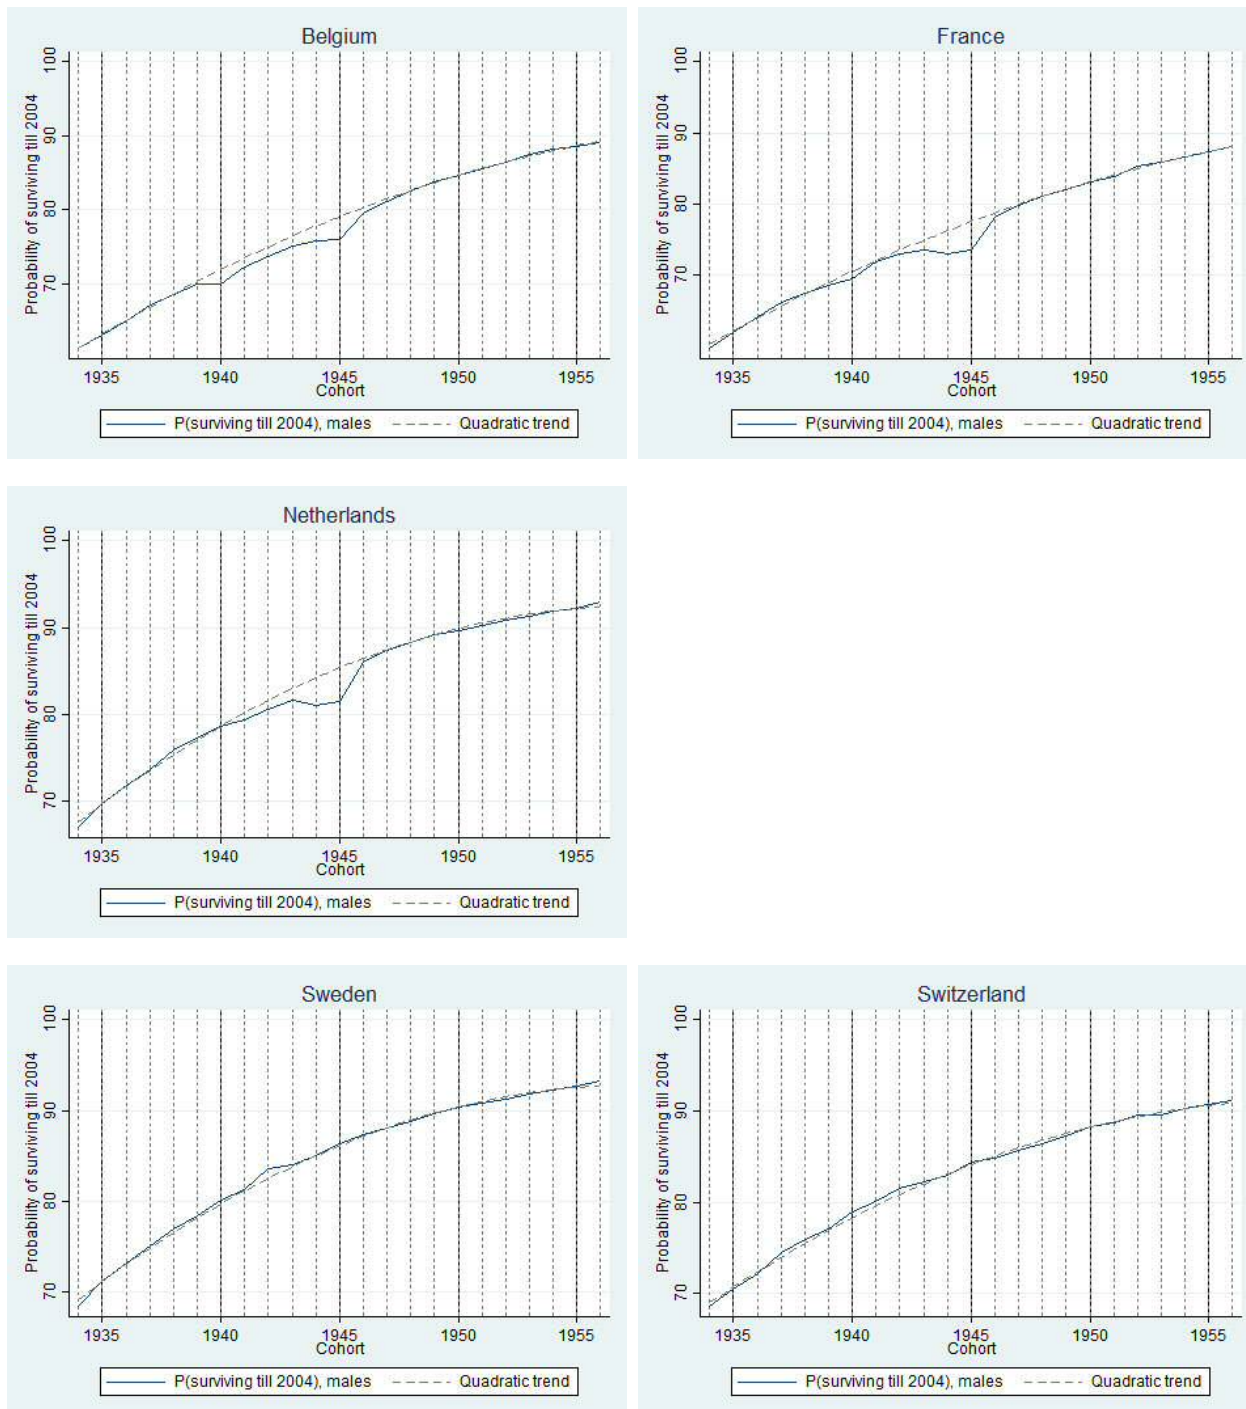 Belgium
Probability of surviving till 2004
100
90
80
70
1935 1940 1945 1950 1955
Cohort
P(surviving till 2004), males Quadratic trend
France
Probability of surviving till 2004
100
90
80
70
1935 1940 1945 1950 1955
Cohort
P(surviving till 2004), males Quadratic trend
Netherlands
Probability of surviving till 2004
100
90
80
70
1935 1940 1945 1950 1955
Cohort
P(surviving till 2004), males Quadratic trend
Sweden
Probability of surviving till 2004
100
90
80
70
1935 1940 1945 1950 1955
Cohort
P(surviving till 2004), males Quadratic trend
Switzerland
Probability of surviving till 2004
100
90
80
70
1935 1940 1945 1950 1955
Cohort
P(surviving till 2004), males Quadratic trend